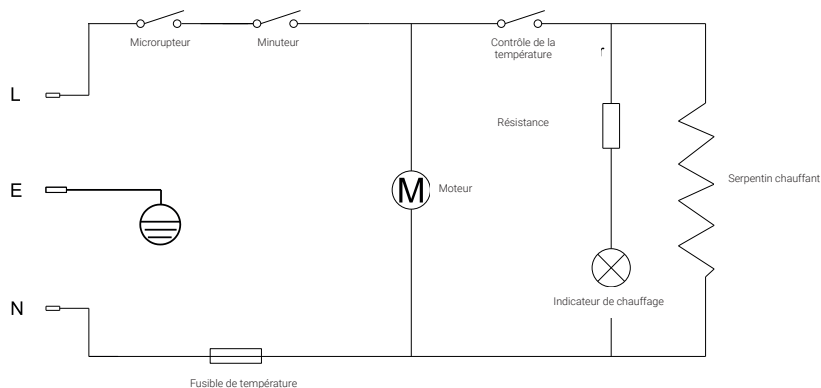 Microrupteur
Minuteur
Contrôle de la
température
L
Résistance
Serpentin chauffant
E
M
Moteur
Indicateur de chauffage
N
Fusible de température